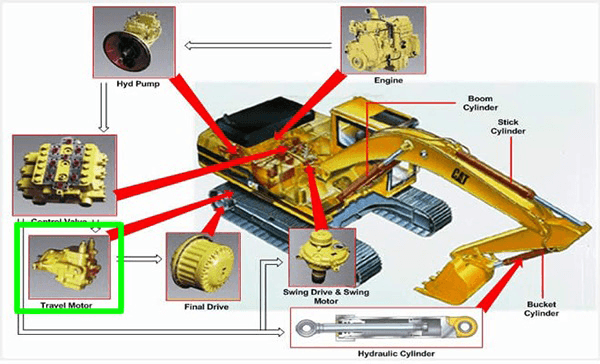 Hyd Pump
Engine
Boom
Cylinder
Stick
Cylinder
Control Valve
CAT
Travel Motor
Final Drive
Swing Drive & Swing
Motor
Bucket
Cylinder
Hydraulic Cylinder